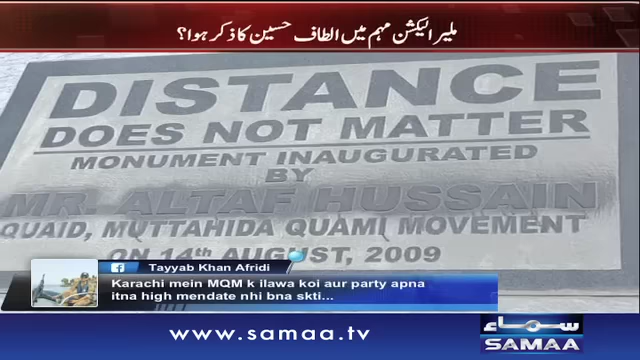 ملیر الیکشن مہم میں الطاف حسین کا ذکر ہوا؟
DISTANCE
DOES NOT MATTER
MONUMENT INAUGURATED
BY
MR. ALTAF HUSSAIN
QUAID, MUTTAHIDA QUAMI MOVEMENT
ON 14th AUGUST, 2009
f Tayyab Khan Afridi
Karachi mein MQM k ilawa koi aur party apna
itna high mendate nhi bna skti...
www.samaa.tv
سماء
SAMAA